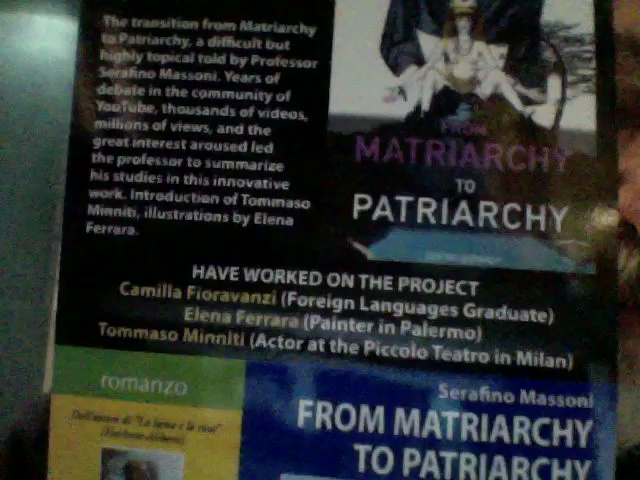 The transition from Matriarchy
to Patriarchy, a difficult but
highly topical told by Professor
Serafino Massoni. Years of
debate in the community of
YouTube, thousands of videos,
millions of views, and the
great interest aroused led
the professor to summarize
his studies in this innovative
work. Introduction of Tommaso
Minniti, illustrations by Elena
Ferrara.
FROM
MATRIARCHY
TO
PATRIARCHY
HAVE WORKED ON THE PROJECT
Camilla Fioravanzi (Foreign Languages Graduate)
Elena Ferrara (Painter in Palermo)
Tommaso Minniti (Actor at the Piccolo Teatro in Milan)
romanzo
Dall'autore di "La
Serafino Massoni
FROM MATRIARCHY
TO PATRIARCHY